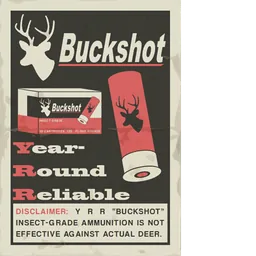 Buckshot
Buckshot
Year-
Round
Reliable
DISCLAIMER: Y R R "BUCKSHOT"
INSECT-GRADE AMMUNITION IS NOT
EFFECTIVE AGAINST ACTUAL DEER.